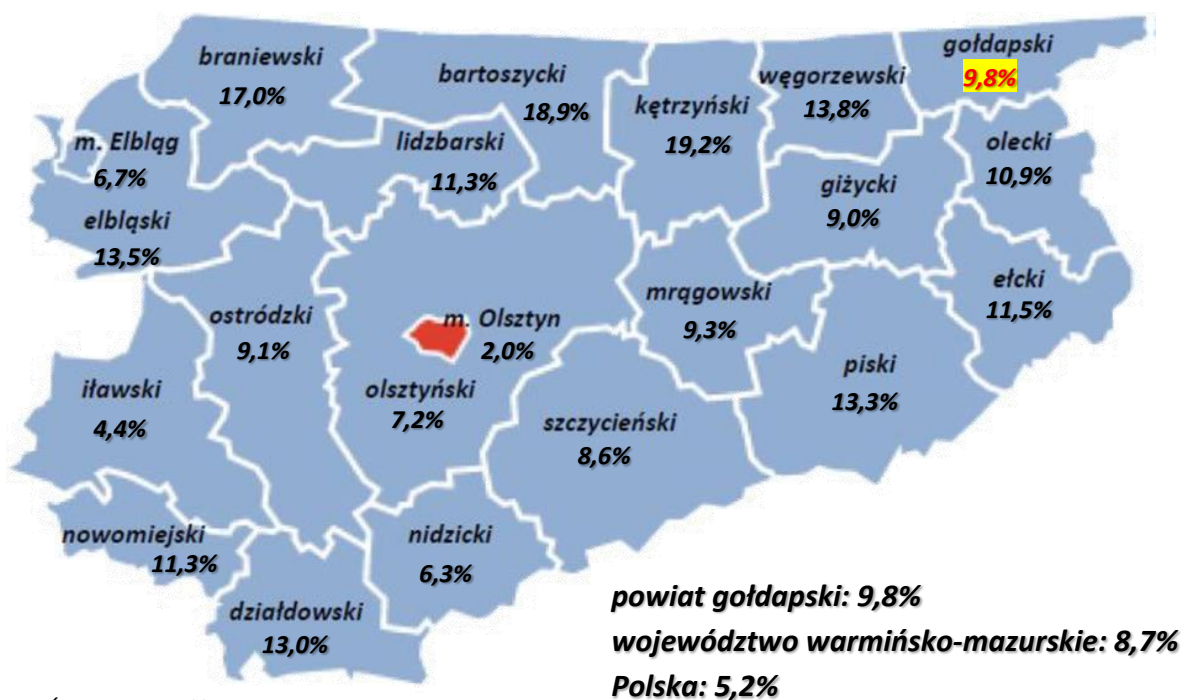 gołdapski
9,8%
braniewski
17,0%
bartoszycki
18,9%
węgorzewski
13,8%
kętrzyński
19,2%
m. Elbląg
6,7%
lidzbarski
11,3%
olecki
10,9%
giżycki
9,0%
elbląski
13,5%
ełcki
11,5%
mrągowski
9,3%
ostródzki
9,1%
m. Olsztyn
2,0%
piski
13,3%
iławski
4,4%
olsztyński
7,2%
szczycieński
8,6%
nowomiejski
11,3%
nidzicki
6,3%
działdowski
13,0%
powiat gołdapski: 9,8%
województwo warmińsko-mazurskie: 8,7%
Polska: 5,2%